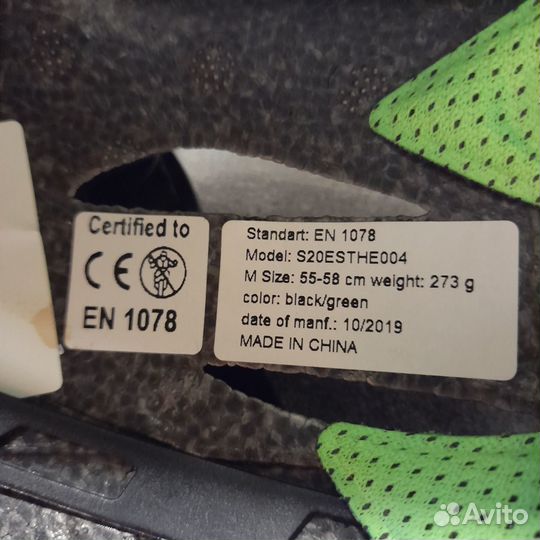 Certified to
CE
EN 1078
Standart: EN 1078
Model: S20ESTHE004
M Size: 55-58 cm weight: 273 g
color: black/green
date of manf.: 10/2019
MADE IN CHINA
Avito